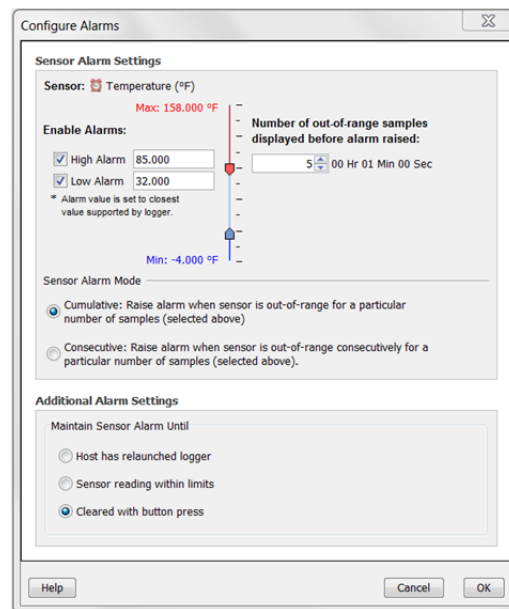 Configure Alarms
Sensor Alarm Settings
Sensor: Temperature (°F)
Max: 158.000 °F
Enable Alarms:
High Alarm 85.000
Low Alarm 32.000
* Alarm value is set to closest
value supported by logger.
Min: -4.000 °F
Number of out-of-range samples
displayed before alarm raised:
5 00 Hr 01 Min 00 Sec
Sensor Alarm Mode
Cumulative: Raise alarm when sensor is out-of-range for a particular
number of samples (selected above)
Consecutive: Raise alarm when sensor is out-of-range consecutively for a
particular number of samples (selected above).
Additional Alarm Settings
Maintain Sensor Alarm Until
Host has relaunched logger
Sensor reading within limits
Cleared with button press
Help
Cancel
OK